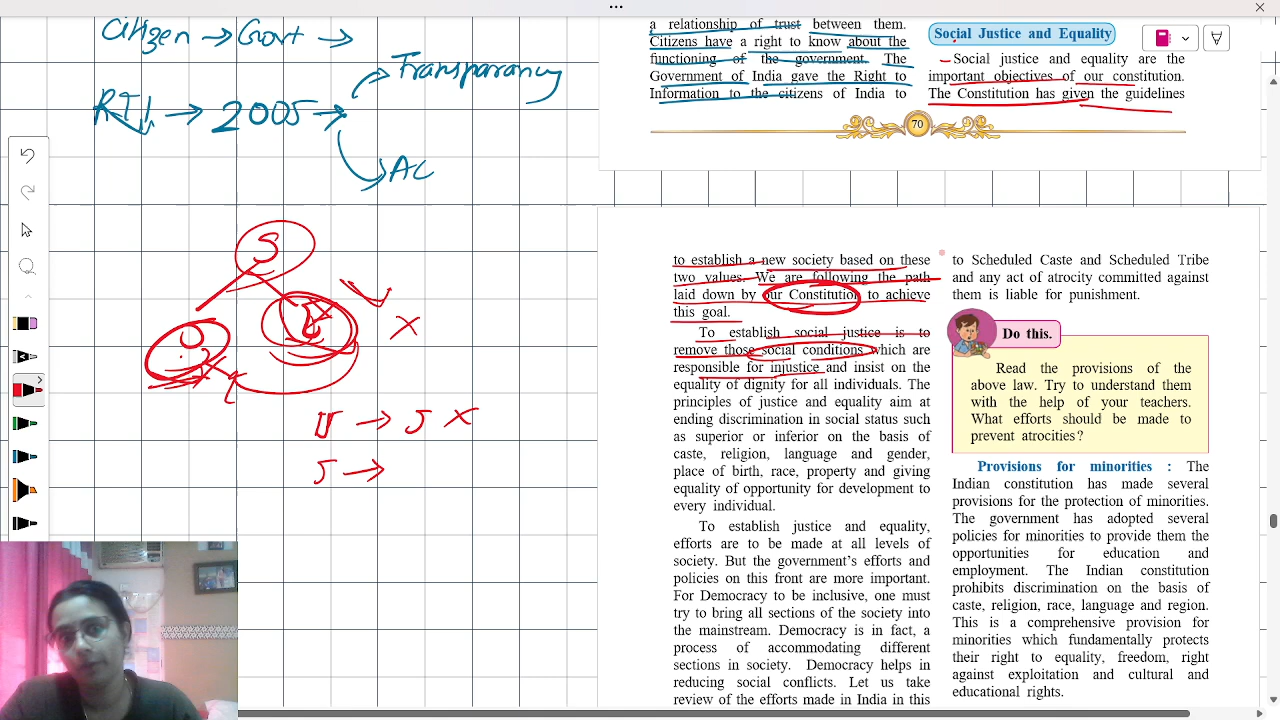 Citizen → Govt →
RTI → 2005 →
Transparancy
AC
S
E
X
J X
a relationship of trust between them.
Citizens have a right to know about the
functioning of the government. The
Government of India gave the Right to
Information to the citizens of India to
Social Justice and Equality
Social justice and equality are the
important objectives of our constitution.
The Constitution has given the guidelines
70
to establish a new society based on these
two values. We are following the path
laid down by our Constitution to achieve
this goal.
To establish social justice is to
remove those social conditions which are
responsible for injustice and insist on the
equality of dignity for all individuals. The
principles of justice and equality aim at
ending discrimination in social status such
as superior or inferior on the basis of
caste, religion, language and gender,
place of birth, race, property and giving
equality of opportunity for development to
every individual.
To establish justice and equality,
efforts are to be made at all levels of
society. But the government's efforts and
policies on this front are more important.
For Democracy to be inclusive, one must
try to bring all sections of the society into
the mainstream. Democracy is in fact, a
process of accommodating different
sections in society. Democracy helps in
reducing social conflicts. Let us take
review of the efforts made in India in this
to Scheduled Caste and Scheduled Tribe
and any act of atrocity committed against
them is liable for punishment.
Do this.
Read the provisions of the
above law. Try to understand them
with the help of your teachers.
What efforts should be made to
prevent atrocities ?
Provisions for minorities : The
Indian constitution has made several
provisions for the protection of minorities.
The government has adopted several
policies for minorities to provide them the
opportunities for education and
employment. The Indian constitution
prohibits discrimination on the basis of
caste, religion, race, language and region.
This is a comprehensive provision for
minorities which fundamentally protects
their right to equality, freedom, right
against exploitation and cultural and
educational rights.